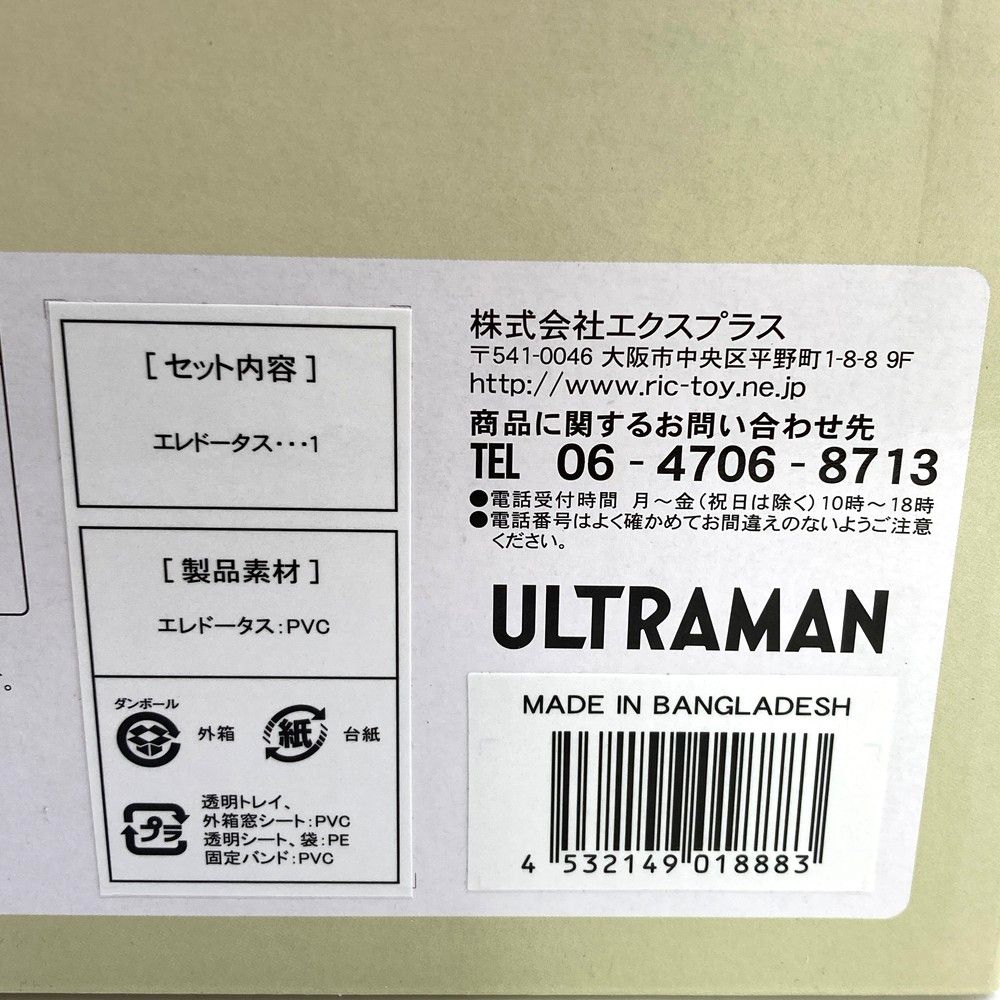 [ セット内容 ]
エレドータス・・・1
[ 製品素材 ]
エレドータス:PVC
ダンボール
外箱
紙
台紙
プラ
透明トレイ、
外箱窓シート:PVC
透明シート、袋:PE
固定バンド:PVC
株式会社エクスプラス
〒541-0046 大阪市中央区平野町1-8-8 9F
http://www.ric-toy.ne.jp
商品に関するお問い合わせ先
TEL 06-4706-8713
●電話受付時間 月〜金(祝日は除く)10時〜18時
●電話番号はよく確かめてお間違えのないようご注意
ください。
ULTRAMAN
MADE IN BANGLADESH
4 532149 018883
。